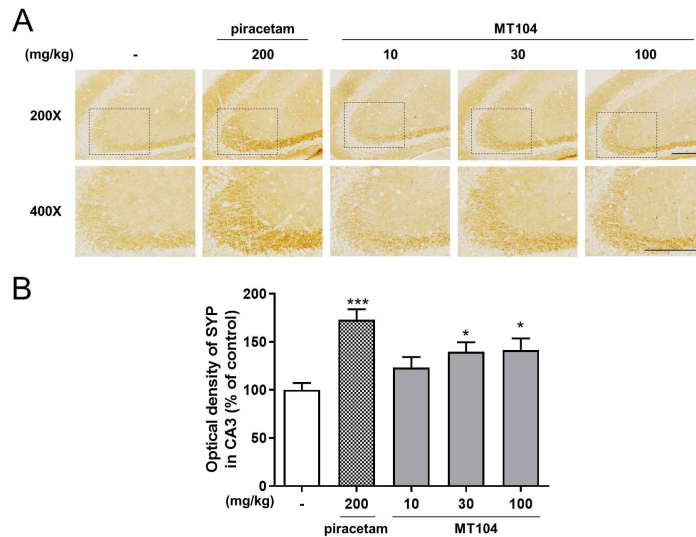 A
piracetam MT104
(mg/kg) - 200 10 30 100
200X
400X
B
Optical density of SYP
in CA3 (% of control)
200
150
100
50
0
***
*
*
(mg/kg) - 200 10 30 100
piracetam MT104